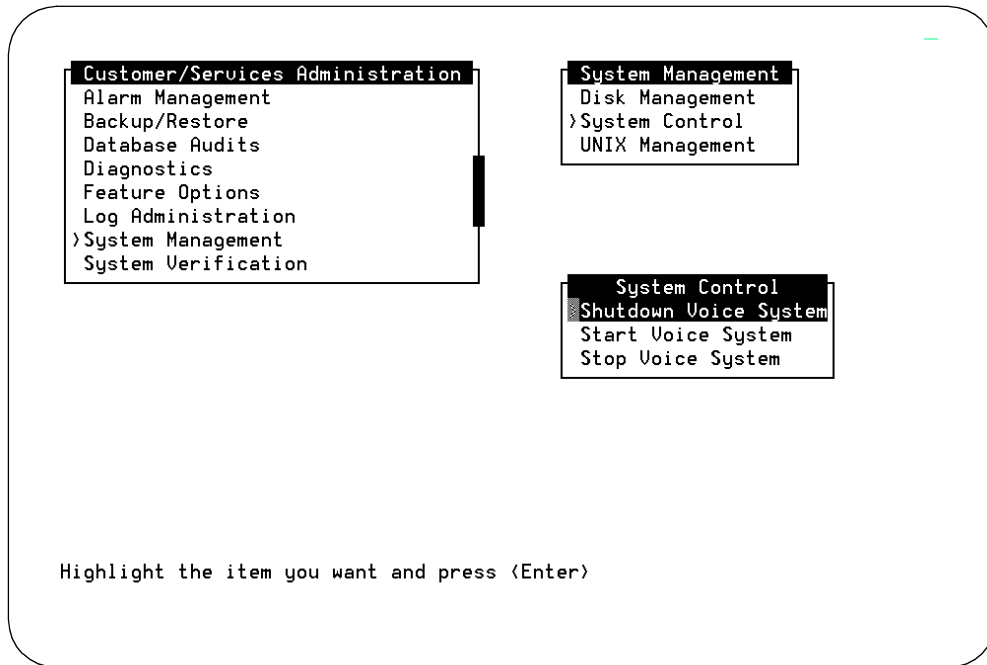 Customer/Services Administration
Alarm Management
Backup/Restore
Database Audits
Diagnostics
Feature Options
Log Administration
>System Management
System Verification
System Management
Disk Management
>System Control
UNIX Management
System Control
>Shutdown Voice System
Start Voice System
Stop Voice System
Highlight the item you want and press <Enter>